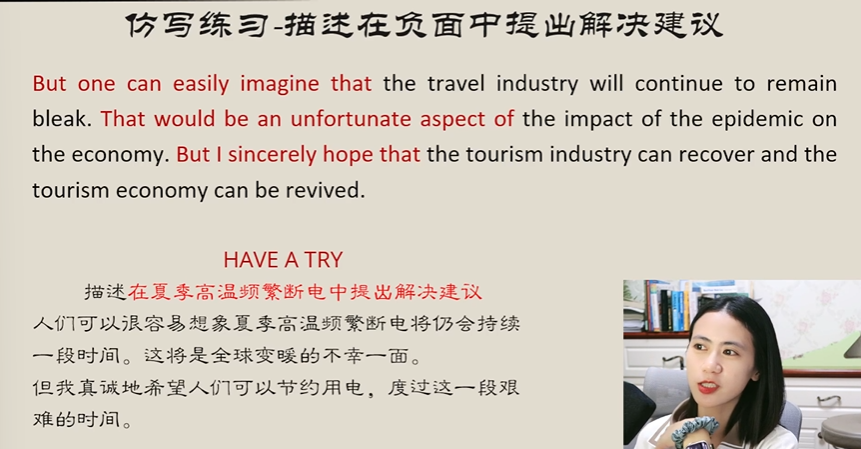 仿写练习-描述在负面中提出解决建议
But one can easily imagine that the travel industry will continue to remain
bleak. That would be an unfortunate aspect of the impact of the epidemic on
the economy. But I sincerely hope that the tourism industry can recover and the
tourism economy can be revived.
HAVE A TRY
描述在夏季高温频繁断电中提出解决建议
人们可以很容易想象夏季高温频繁断电将仍会持续
一段时间。这将是全球变暖的不幸一面。
但我真诚地希望人们可以节约用电，度过这一段艰
难的时间。